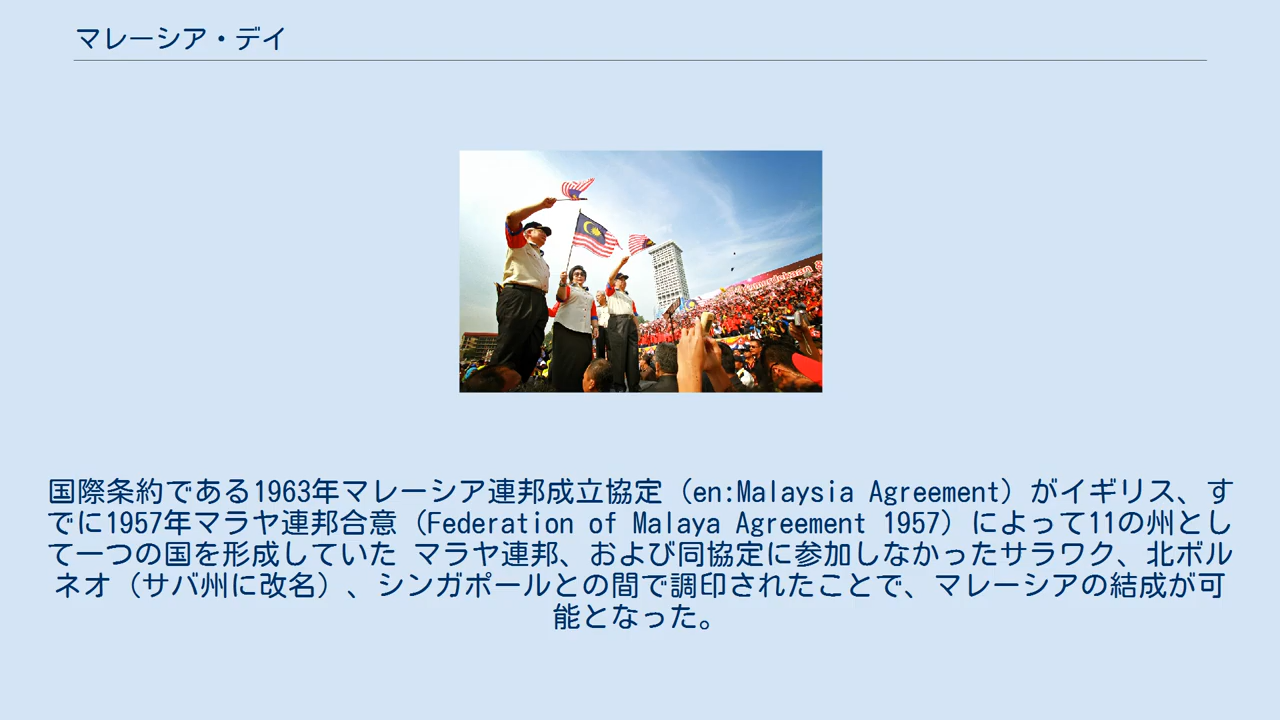 マレーシア・デイ
国際条約である1963年マレーシア連邦成立協定（en:Malaysia Agreement）がイギリス、す
でに1957年マラヤ連邦合意（Federation of Malaya Agreement 1957）によって11の州とし
て一つの国を形成していた マラヤ連邦、および同協定に参加しなかったサラワク、北ボル
ネオ（サバ州に改名）、シンガポールとの間で調印されたことで、マレーシアの結成が可
能となった。